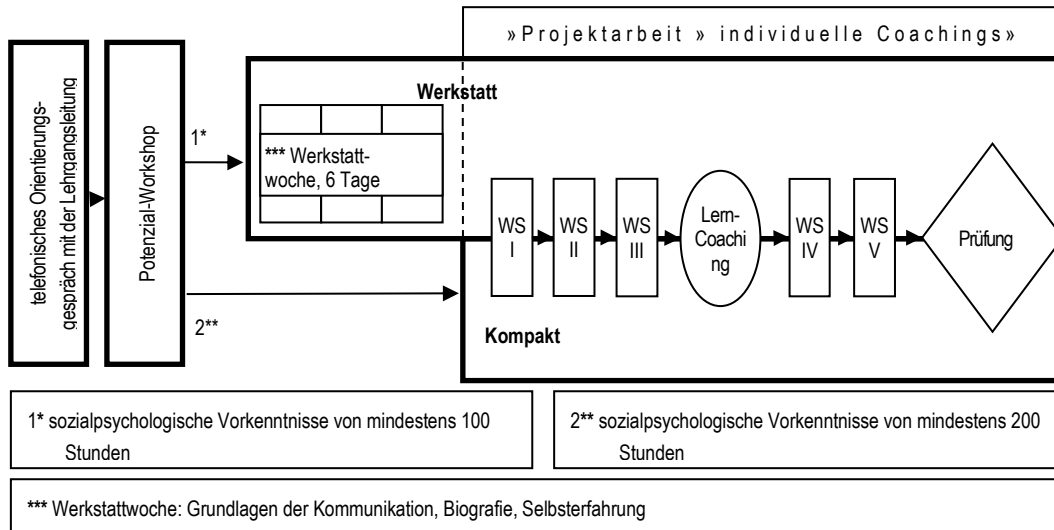 »Projektarbeit » individuelle Coachings»
telefonisches Orientierungs-
gespräch mit der Lehrgangsleitung
Potenzial-Workshop
1*
2**
Werkstatt
*** Werkstatt-
woche, 6 Tage
WS
I
WS
II
WS
III
Lern-
Coachi
ng
WS
IV
WS
V
Prüfung
Kompakt
1* sozialpsychologische Vorkenntnisse von mindestens 100
Stunden
2** sozialpsychologische Vorkenntnisse von mindestens 200
Stunden
*** Werkstattwoche: Grundlagen der Kommunikation, Biografie, Selbsterfahrung